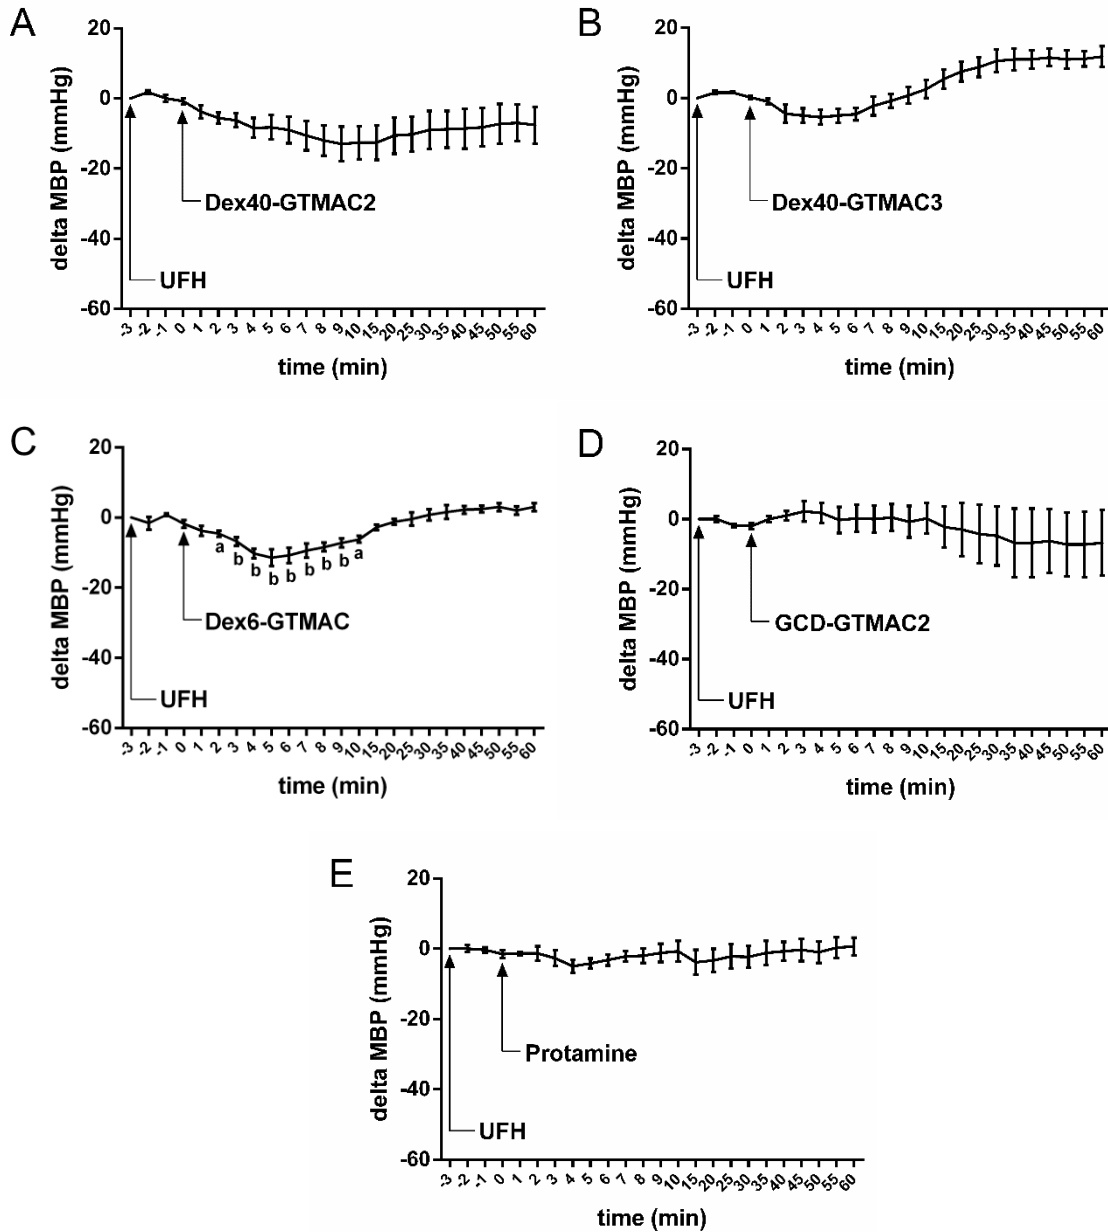 A
delta MBP (mmHg)
20
0
-20
-40
-60
Dex40-GTMAC2
UFH
-3 -2 -1 0 1 2 3 4 5 6 7 8 9 10 15 20 25 30 35 40 45 50 55 60
time (min)
B
delta MBP (mmHg)
20
0
-20
-40
-60
Dex40-GTMAC3
UFH
-3 -2 -1 0 1 2 3 4 5 6 7 8 9 10 15 20 25 30 35 40 45 50 55 60
time (min)
C
delta MBP (mmHg)
20
0
-20
-40
-60
a b b b b b b b a
Dex6-GTMAC
UFH
-3 -2 -1 0 1 2 3 4 5 6 7 8 9 10 15 20 25 30 35 40 45 50 55 60
time (min)
D
delta MBP (mmHg)
20
0
-20
-40
-60
GCD-GTMAC2
UFH
-3 -2 -1 0 1 2 3 4 5 6 7 8 9 10 15 20 25 30 35 40 45 50 55 60
time (min)
E
delta MBP (mmHg)
20
0
-20
-40
-60
Protamine
UFH
-3 -2 -1 0 1 2 3 4 5 6 7 8 9 10 15 20 25 30 35 40 45 50 55 60
time (min)